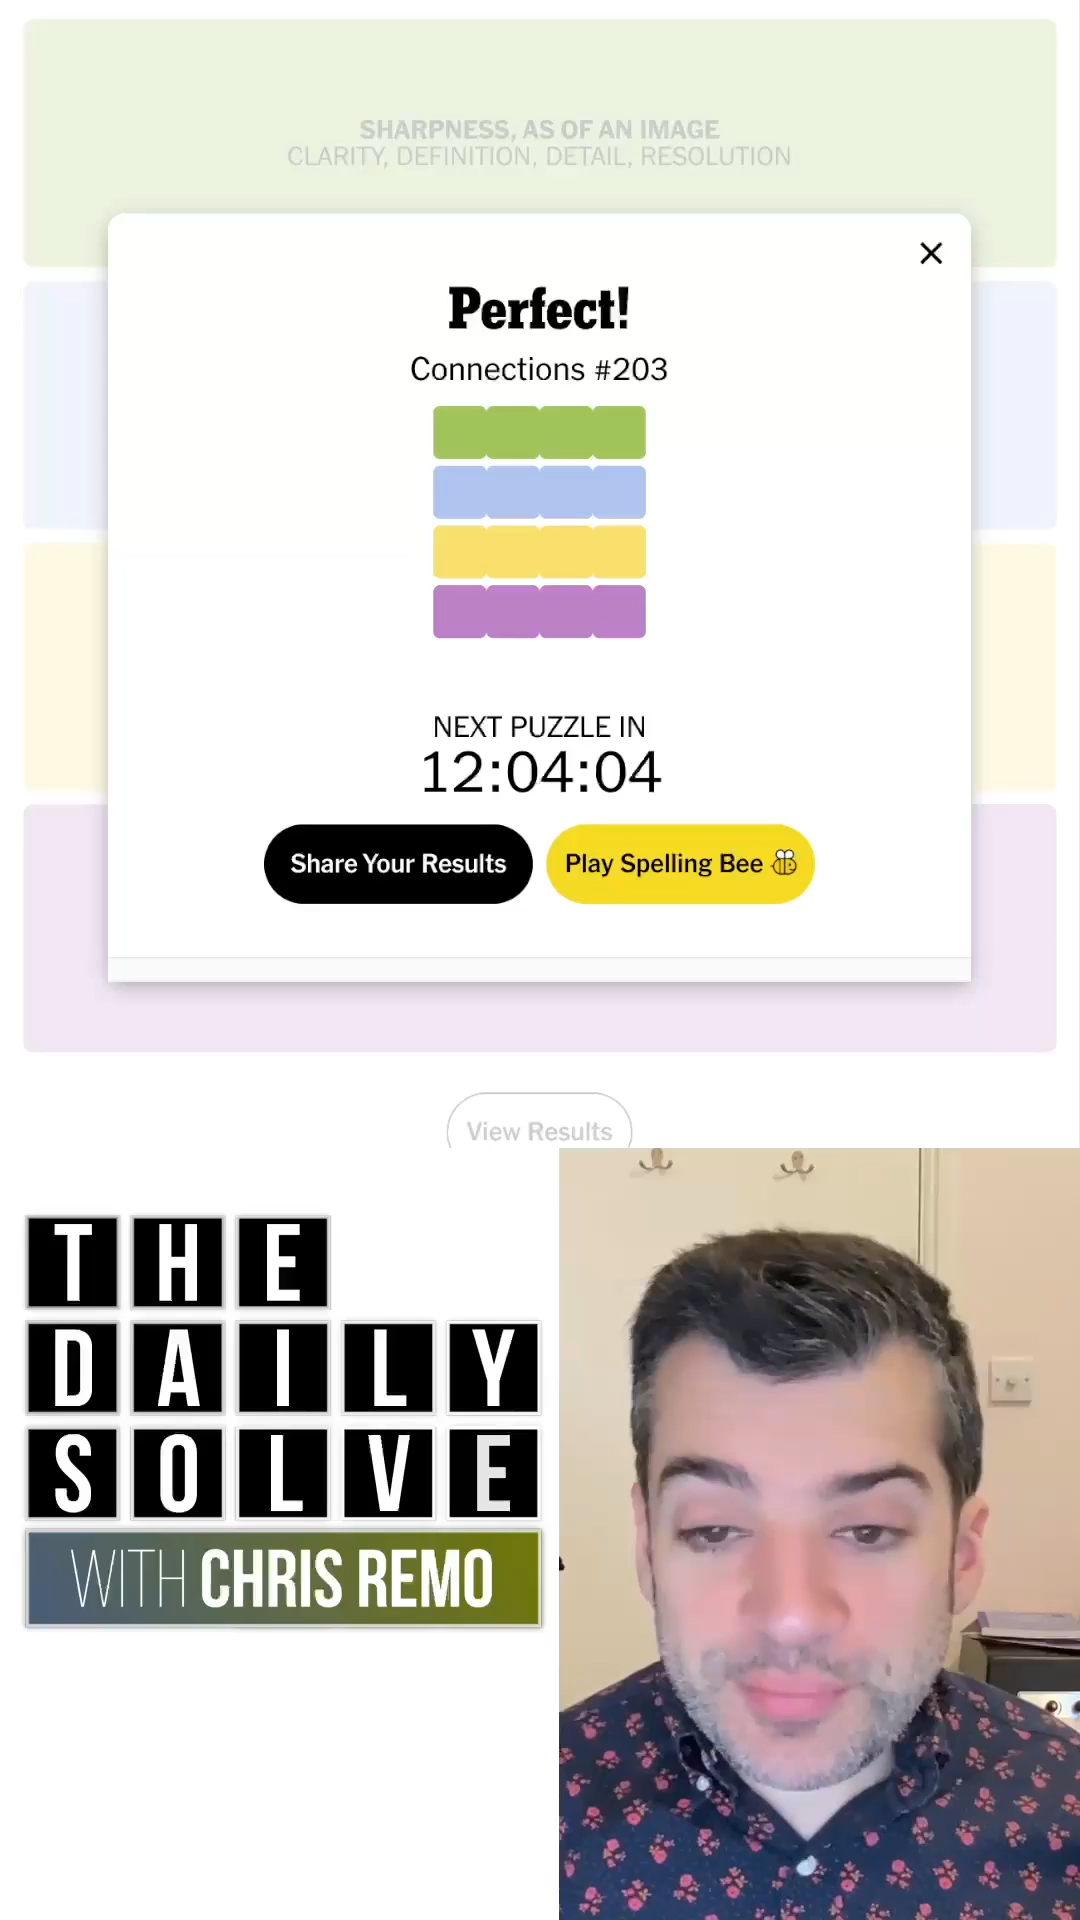 SHARPNESS, AS OF AN IMAGE
CLARITY, DEFINITION, DETAIL, RESOLUTION
Perfect!
Connections #203
NEXT PUZZLE IN
12:04:04
Share Your Results
Play Spelling Bee
View Results
THE
DAILY
SOLVE
WITH CHRIS REMO